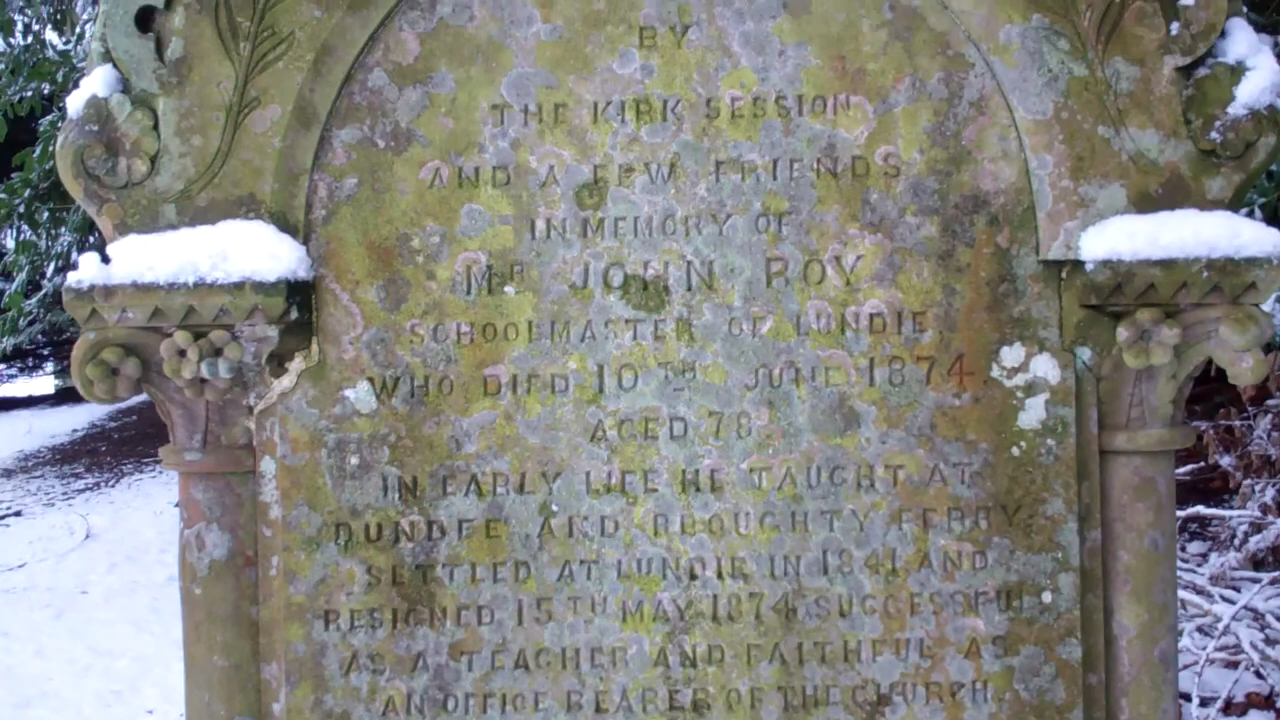 BY
THE KIRK SESSION
AND A FEW FRIENDS
IN MEMORY OF
MR JOHN ROY
SCHOOLMASTER OF LUNDIE,
WHO DIED 10TH JUNE 1874.
AGED 78.
IN EARLY LIFE HE TAUGHT AT
DUNDEE AND BROUGHTY FERRY,
SETTLED AT LUNDIE IN 1841 AND
RESIGNED 15TH MAY 1874, SUCCESSFUL
AS A TEACHER AND FAITHFUL AS
AN OFFICE BEARER OF THE CHURCH.